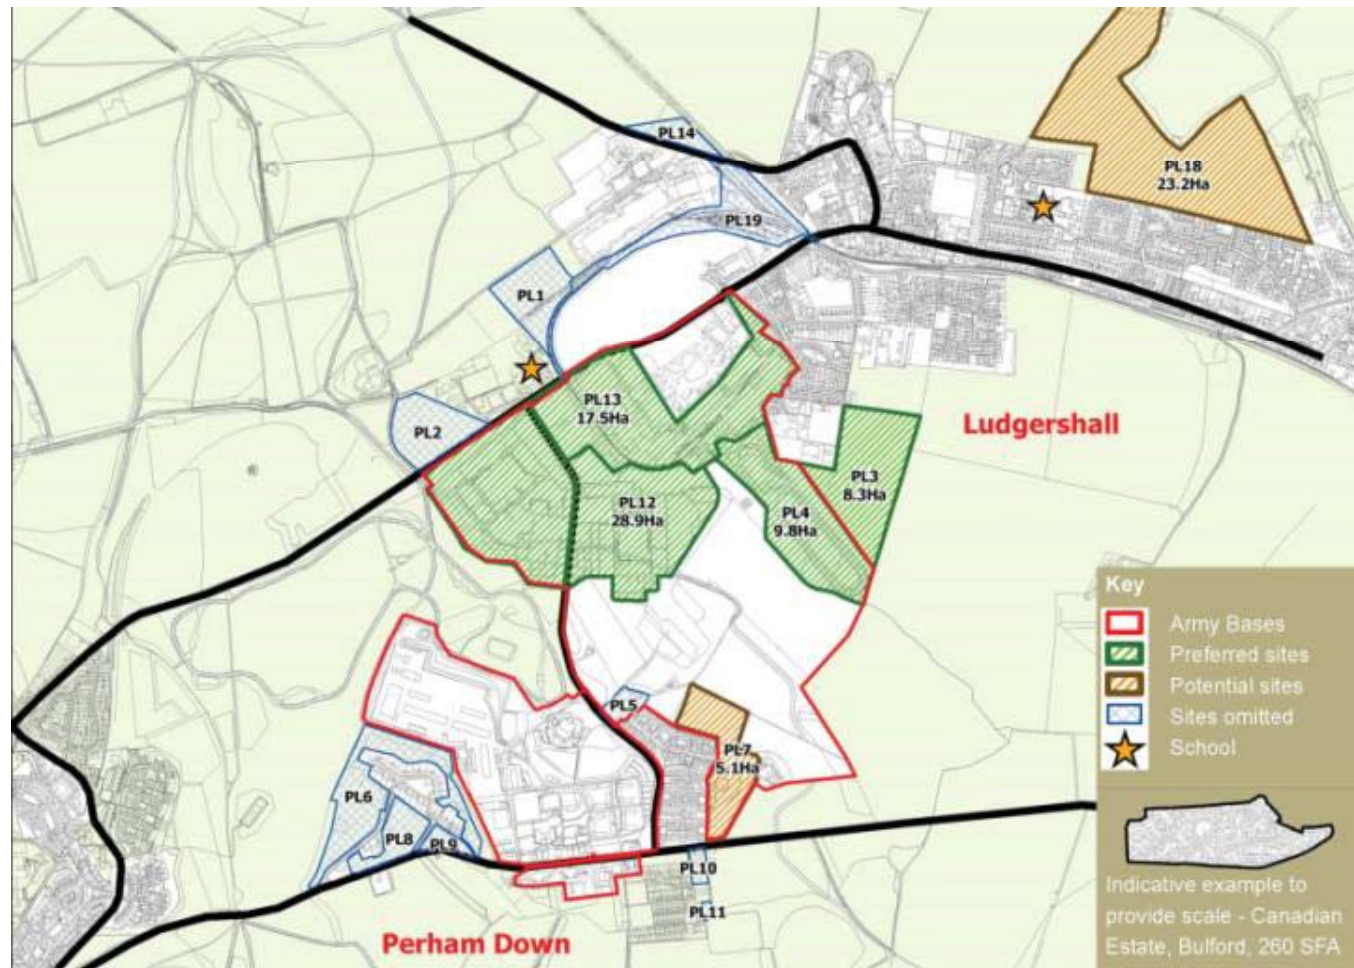 PL14
PL18
23.2Ha
PL19
PL1
PL13
17.5Ha
PL2
Ludgershall
PL3
8.3Ha
PL12
28.9Ha
PL4
9.8Ha
Key
Army Bases
Preferred sites
Potential sites
Sites omitted
School
PL5
PL7
5.1Ha
PL6
PL8
PL9
PL10
PL11
Perham Down
Indicative example to
provide scale - Canadian
Estate, Bulford, 260 SFA